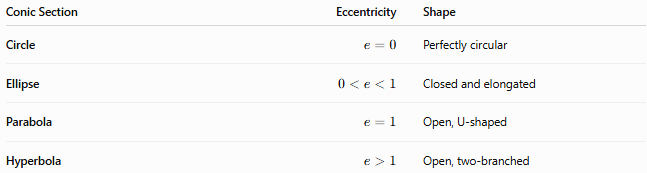 Conic Section Eccentricity Shape
Circle e = 0 Perfectly circular
Ellipse 0 < e < 1 Closed and elongated
Parabola e = 1 Open, U-shaped
Hyperbola e > 1 Open, two-branched